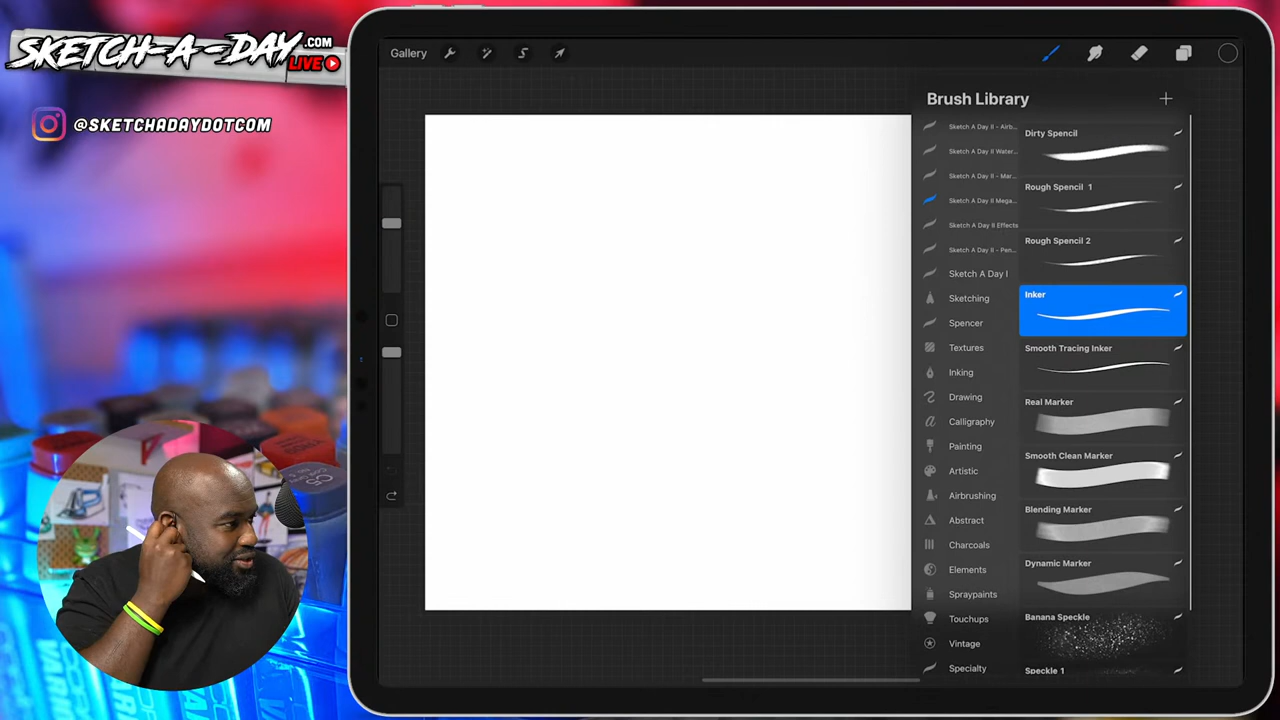 SKETCH-A-DAY.COM
LIVE
@SKETCHADAYDOTCOM
Gallery
Brush Library
Sketch A Day II - Airb...
Sketch A Day II Water...
Sketch A Day II - Mar...
Sketch A Day II Mega...
Sketch A Day II Effects
Sketch A Day II - Pen...
Sketch A Day I
Sketching
Spencer
Textures
Inking
Drawing
Calligraphy
Painting
Artistic
Airbrushing
Abstract
Charcoals
Elements
Spraypaints
Touchups
Vintage
Specialty
Dirty Spencil
Rough Spencil 1
Rough Spencil 2
Inker
Smooth Tracing Inker
Real Marker
Smooth Clean Marker
Blending Marker
Dynamic Marker
Banana Speckle
Speckle 1